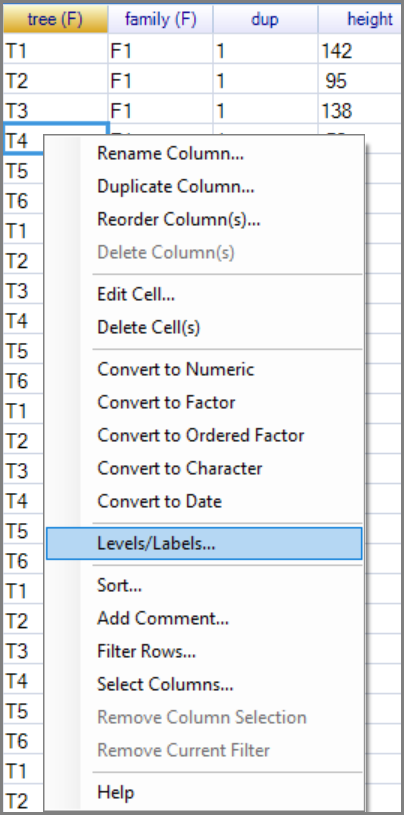 tree (F) family (F) dup height
T1 F1 1 142
T2 F1 1 95
T3 F1 1 138
T4
Rename Column...
T5
Duplicate Column...
T6
Reorder Column(s)...
T1
Delete Column(s)
T2
T3
Edit Cell...
T4
Delete Cell(s)
T5
Convert to Numeric
T6
Convert to Factor
T1
Convert to Ordered Factor
T2
Convert to Character
T3
Convert to Date
T4
T5
Levels/Labels...
T6
Sort...
T1
Add Comment...
T2
Filter Rows...
T3
Select Columns...
T4
Remove Column Selection
T5
Remove Current Filter
T6
T1
Help
T2